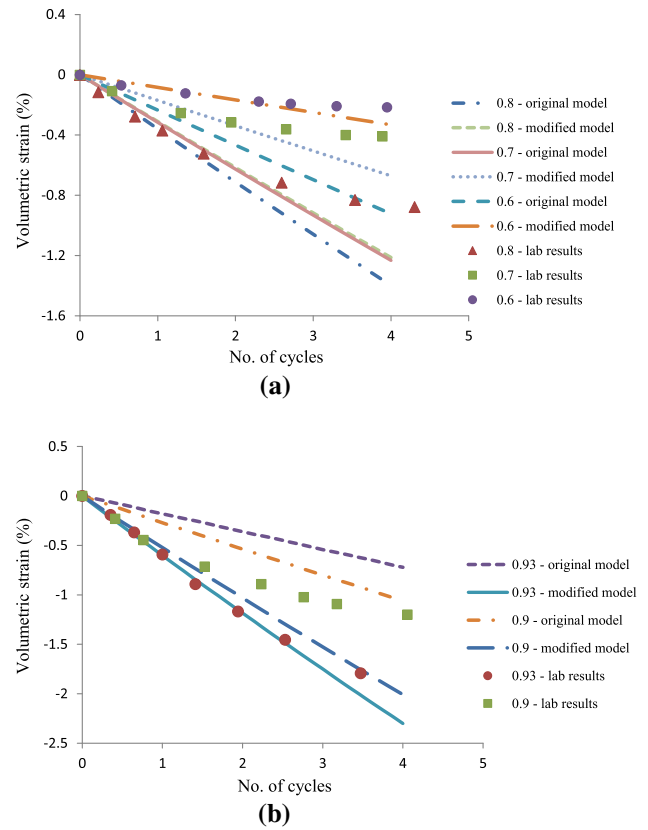 0.4
0
-0.4
-0.8
-1.2
-1.6
Volumetric strain (%)
0 1 2 3 4 5
No. of cycles
0.8 - original model
0.8 - modified model
0.7 - original model
0.7 - modified model
0.6 - original model
0.6 - modified model
0.8 - lab results
0.7 - lab results
0.6 - lab results
(a)
0.5
0
-0.5
-1
-1.5
-2
-2.5
Volumetric strain (%)
0 1 2 3 4 5
No. of cycles
0.93 - original model
0.93 - modified model
0.9 - original model
0.9 - modified model
0.93 - lab results
0.9 - lab results
(b)